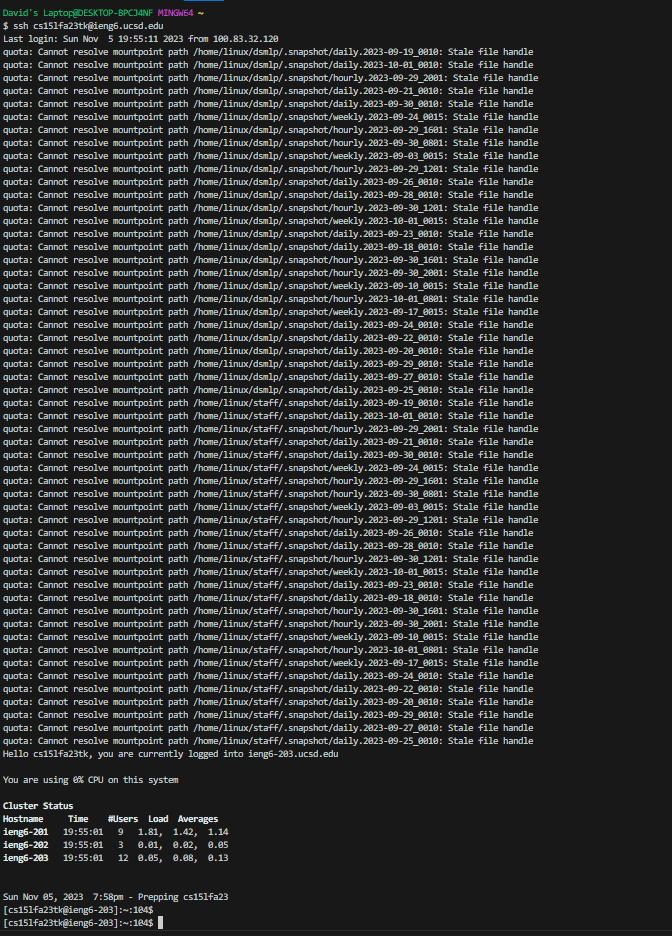 David's Laptop@DESKTOP-BPCJ4NF MINGW64 ~
$ ssh cs15lfa23tk@ieng6.ucsd.edu
Last login: Sun Nov  5 19:55:11 2023 from 100.83.32.120
quota: Cannot resolve mountpoint path /home/linux/dsmlp/.snapshot/daily.2023-09-19_0010: Stale file handle
quota: Cannot resolve mountpoint path /home/linux/dsmlp/.snapshot/daily.2023-10-01_0010: Stale file handle
quota: Cannot resolve mountpoint path /home/linux/dsmlp/.snapshot/hourly.2023-09-29_2001: Stale file handle
quota: Cannot resolve mountpoint path /home/linux/dsmlp/.snapshot/daily.2023-09-21_0010: Stale file handle
quota: Cannot resolve mountpoint path /home/linux/dsmlp/.snapshot/daily.2023-09-30_0010: Stale file handle
quota: Cannot resolve mountpoint path /home/linux/dsmlp/.snapshot/weekly.2023-09-24_0015: Stale file handle
quota: Cannot resolve mountpoint path /home/linux/dsmlp/.snapshot/hourly.2023-09-29_1601: Stale file handle
quota: Cannot resolve mountpoint path /home/linux/dsmlp/.snapshot/hourly.2023-09-30_0801: Stale file handle
quota: Cannot resolve mountpoint path /home/linux/dsmlp/.snapshot/weekly.2023-09-03_0015: Stale file handle
quota: Cannot resolve mountpoint path /home/linux/dsmlp/.snapshot/hourly.2023-09-29_1201: Stale file handle
quota: Cannot resolve mountpoint path /home/linux/dsmlp/.snapshot/daily.2023-09-26_0010: Stale file handle
quota: Cannot resolve mountpoint path /home/linux/dsmlp/.snapshot/daily.2023-09-28_0010: Stale file handle
quota: Cannot resolve mountpoint path /home/linux/dsmlp/.snapshot/hourly.2023-09-30_1201: Stale file handle
quota: Cannot resolve mountpoint path /home/linux/dsmlp/.snapshot/weekly.2023-10-01_0015: Stale file handle
quota: Cannot resolve mountpoint path /home/linux/dsmlp/.snapshot/daily.2023-09-23_0010: Stale file handle
quota: Cannot resolve mountpoint path /home/linux/dsmlp/.snapshot/daily.2023-09-18_0010: Stale file handle
quota: Cannot resolve mountpoint path /home/linux/dsmlp/.snapshot/hourly.2023-09-30_1601: Stale file handle
quota: Cannot resolve mountpoint path /home/linux/dsmlp/.snapshot/hourly.2023-09-30_2001: Stale file handle
quota: Cannot resolve mountpoint path /home/linux/dsmlp/.snapshot/weekly.2023-09-10_0015: Stale file handle
quota: Cannot resolve mountpoint path /home/linux/dsmlp/.snapshot/hourly.2023-10-01_0801: Stale file handle
quota: Cannot resolve mountpoint path /home/linux/dsmlp/.snapshot/weekly.2023-09-17_0015: Stale file handle
quota: Cannot resolve mountpoint path /home/linux/dsmlp/.snapshot/daily.2023-09-24_0010: Stale file handle
quota: Cannot resolve mountpoint path /home/linux/dsmlp/.snapshot/daily.2023-09-22_0010: Stale file handle
quota: Cannot resolve mountpoint path /home/linux/dsmlp/.snapshot/daily.2023-09-20_0010: Stale file handle
quota: Cannot resolve mountpoint path /home/linux/dsmlp/.snapshot/daily.2023-09-29_0010: Stale file handle
quota: Cannot resolve mountpoint path /home/linux/dsmlp/.snapshot/daily.2023-09-27_0010: Stale file handle
quota: Cannot resolve mountpoint path /home/linux/dsmlp/.snapshot/daily.2023-09-25_0010: Stale file handle
quota: Cannot resolve mountpoint path /home/linux/staff/.snapshot/daily.2023-09-19_0010: Stale file handle
quota: Cannot resolve mountpoint path /home/linux/staff/.snapshot/daily.2023-10-01_0010: Stale file handle
quota: Cannot resolve mountpoint path /home/linux/staff/.snapshot/hourly.2023-09-29_2001: Stale file handle
quota: Cannot resolve mountpoint path /home/linux/staff/.snapshot/daily.2023-09-21_0010: Stale file handle
quota: Cannot resolve mountpoint path /home/linux/staff/.snapshot/daily.2023-09-30_0010: Stale file handle
quota: Cannot resolve mountpoint path /home/linux/staff/.snapshot/weekly.2023-09-24_0015: Stale file handle
quota: Cannot resolve mountpoint path /home/linux/staff/.snapshot/hourly.2023-09-29_1601: Stale file handle
quota: Cannot resolve mountpoint path /home/linux/staff/.snapshot/hourly.2023-09-30_0801: Stale file handle
quota: Cannot resolve mountpoint path /home/linux/staff/.snapshot/weekly.2023-09-03_0015: Stale file handle
quota: Cannot resolve mountpoint path /home/linux/staff/.snapshot/hourly.2023-09-29_1201: Stale file handle
quota: Cannot resolve mountpoint path /home/linux/staff/.snapshot/daily.2023-09-26_0010: Stale file handle
quota: Cannot resolve mountpoint path /home/linux/staff/.snapshot/daily.2023-09-28_0010: Stale file handle
quota: Cannot resolve mountpoint path /home/linux/staff/.snapshot/hourly.2023-09-30_1201: Stale file handle
quota: Cannot resolve mountpoint path /home/linux/staff/.snapshot/weekly.2023-10-01_0015: Stale file handle
quota: Cannot resolve mountpoint path /home/linux/staff/.snapshot/daily.2023-09-23_0010: Stale file handle
quota: Cannot resolve mountpoint path /home/linux/staff/.snapshot/daily.2023-09-18_0010: Stale file handle
quota: Cannot resolve mountpoint path /home/linux/staff/.snapshot/hourly.2023-09-30_1601: Stale file handle
quota: Cannot resolve mountpoint path /home/linux/staff/.snapshot/hourly.2023-09-30_2001: Stale file handle
quota: Cannot resolve mountpoint path /home/linux/staff/.snapshot/weekly.2023-09-10_0015: Stale file handle
quota: Cannot resolve mountpoint path /home/linux/staff/.snapshot/hourly.2023-10-01_0801: Stale file handle
quota: Cannot resolve mountpoint path /home/linux/staff/.snapshot/weekly.2023-09-17_0015: Stale file handle
quota: Cannot resolve mountpoint path /home/linux/staff/.snapshot/daily.2023-09-24_0010: Stale file handle
quota: Cannot resolve mountpoint path /home/linux/staff/.snapshot/daily.2023-09-22_0010: Stale file handle
quota: Cannot resolve mountpoint path /home/linux/staff/.snapshot/daily.2023-09-20_0010: Stale file handle
quota: Cannot resolve mountpoint path /home/linux/staff/.snapshot/daily.2023-09-29_0010: Stale file handle
quota: Cannot resolve mountpoint path /home/linux/staff/.snapshot/daily.2023-09-27_0010: Stale file handle
quota: Cannot resolve mountpoint path /home/linux/staff/.snapshot/daily.2023-09-25_0010: Stale file handle
Hello cs15lfa23tk, you are currently logged into ieng6-203.ucsd.edu
You are using 0% CPU on this system
Cluster Status
Hostname     Time    #Users  Load  Averages
ieng6-201   19:55:01   9   1.81,  1.42,  1.14
ieng6-202   19:55:01   3   0.01,  0.02,  0.05
ieng6-203   19:55:01   12  0.05,  0.08,  0.13
Sun Nov 05, 2023  7:58pm - Prepping cs15lfa23
[cs15lfa23tk@ieng6-203]:~:104$
[cs15lfa23tk@ieng6-203]:~:104$